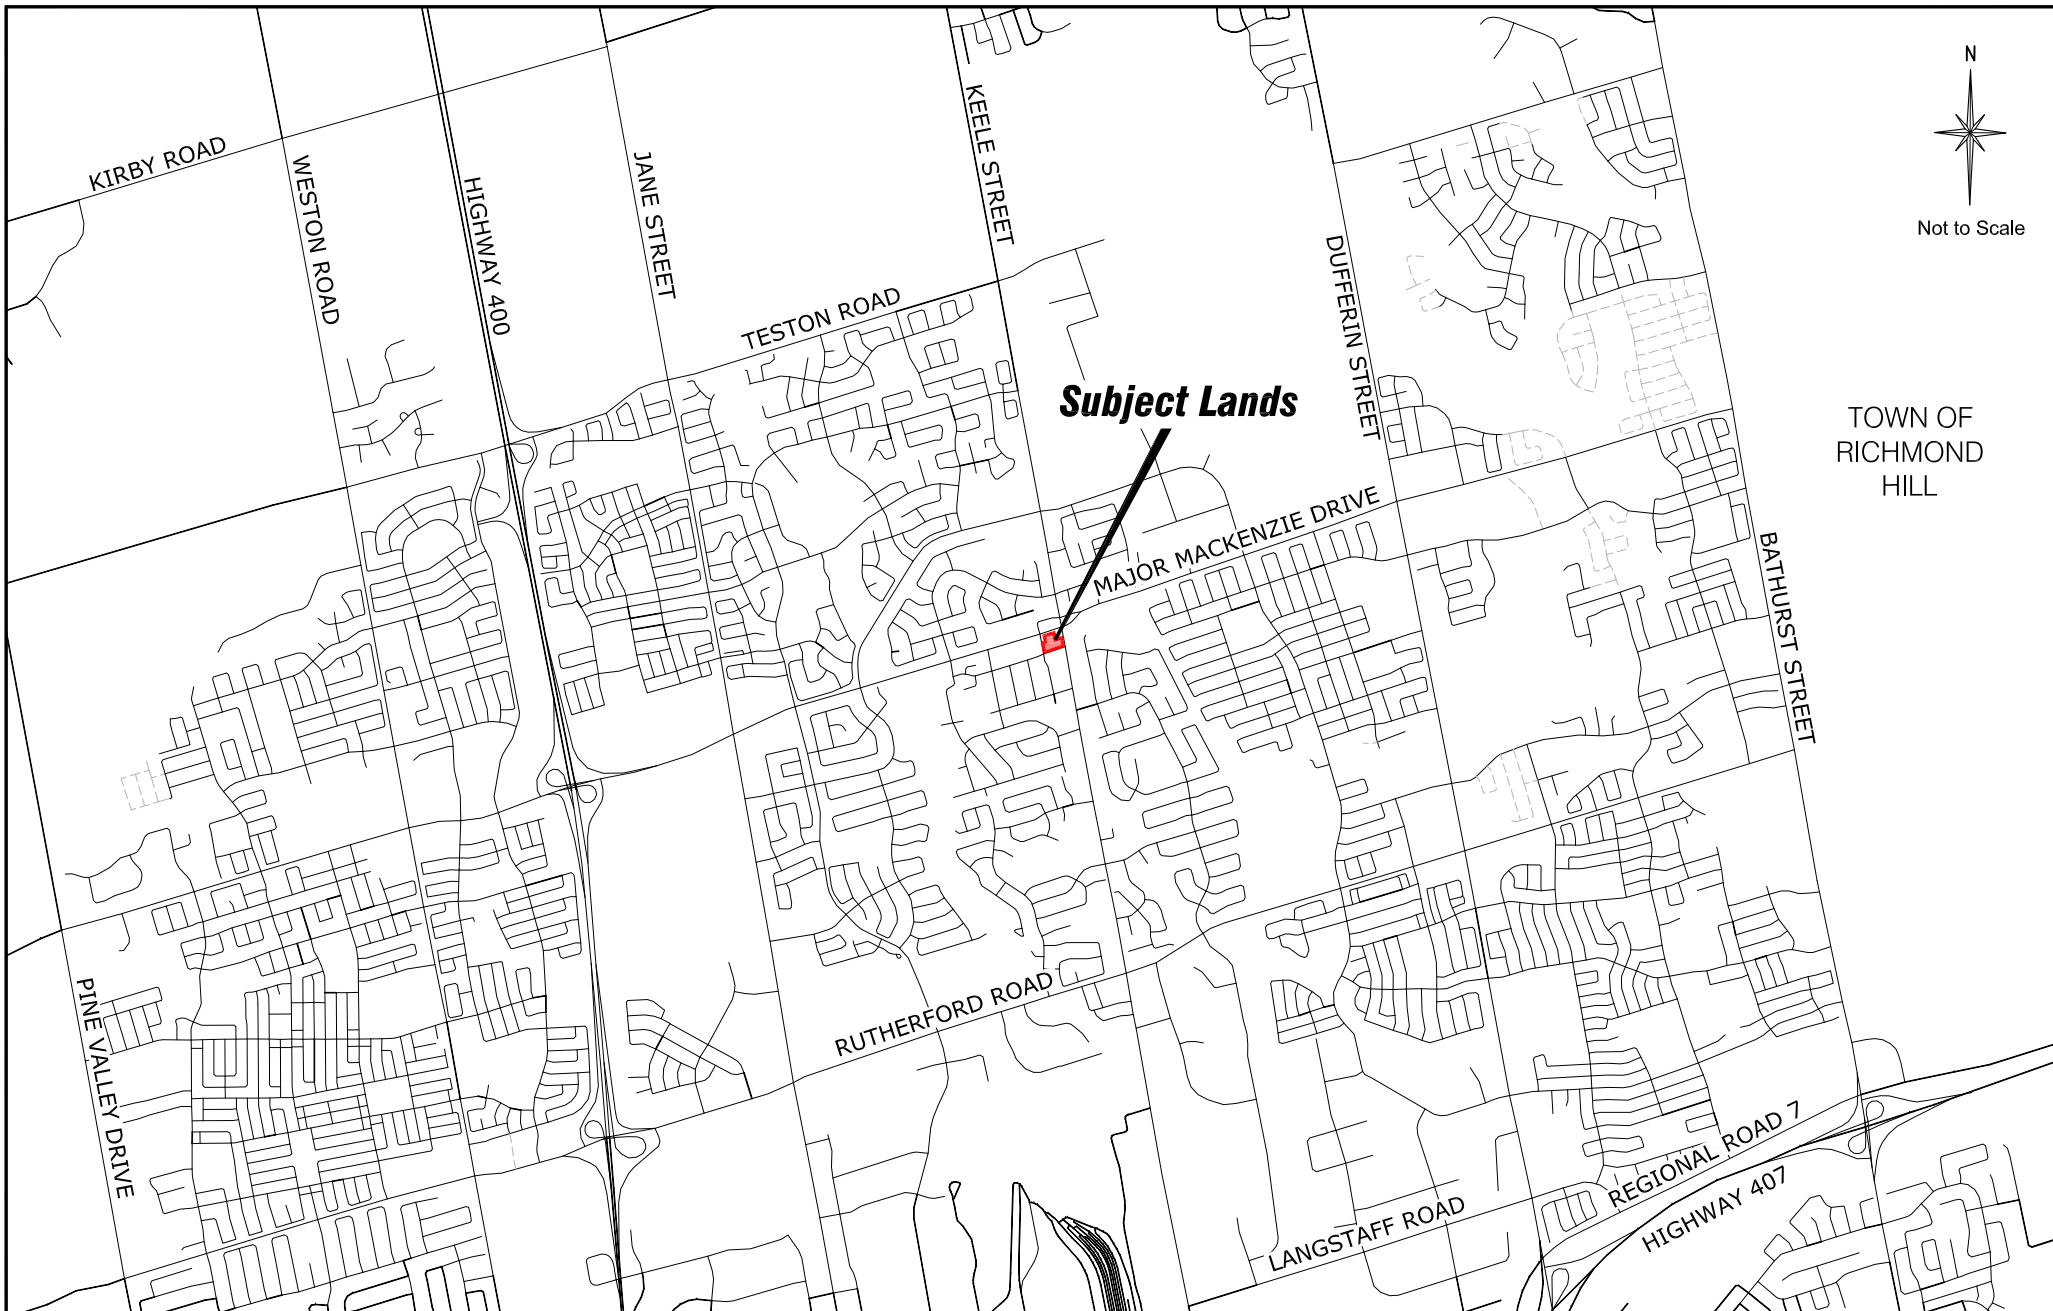 N
Not to Scale
KIRBY ROAD
WESTON ROAD
HIGHWAY 400
JANE STREET
KEELE STREET
TESTON ROAD
DUFFERIN STREET
Subject Lands
TOWN OF
RICHMOND
HILL
MAJOR MACKENZIE DRIVE
BATHURST STREET
PINE VALLEY DRIVE
RUTHERFORD ROAD
REGIONAL ROAD 7
LANGSTAFF ROAD
HIGHWAY 407